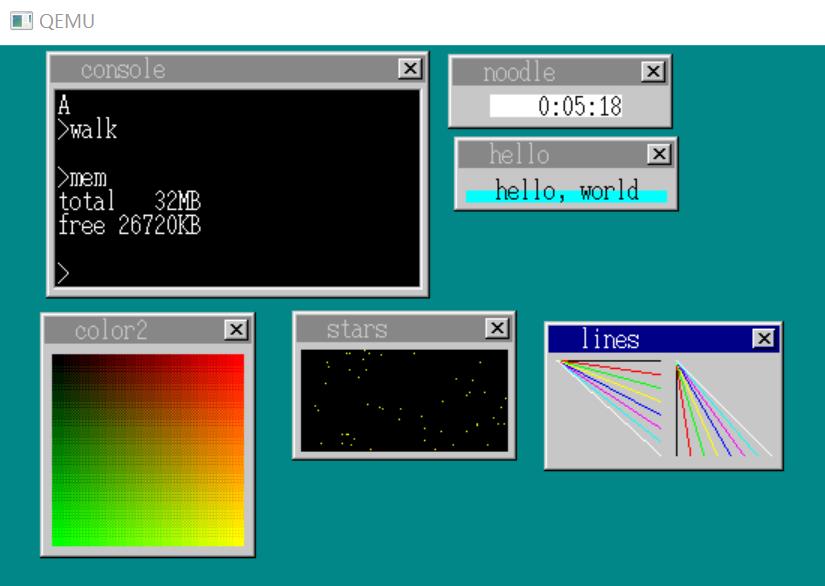 QEMU
console
A
>walk
>mem
total   32MB
free 26720KB
>
noodle
0:05:18
hello
hello, world
color2
stars
lines